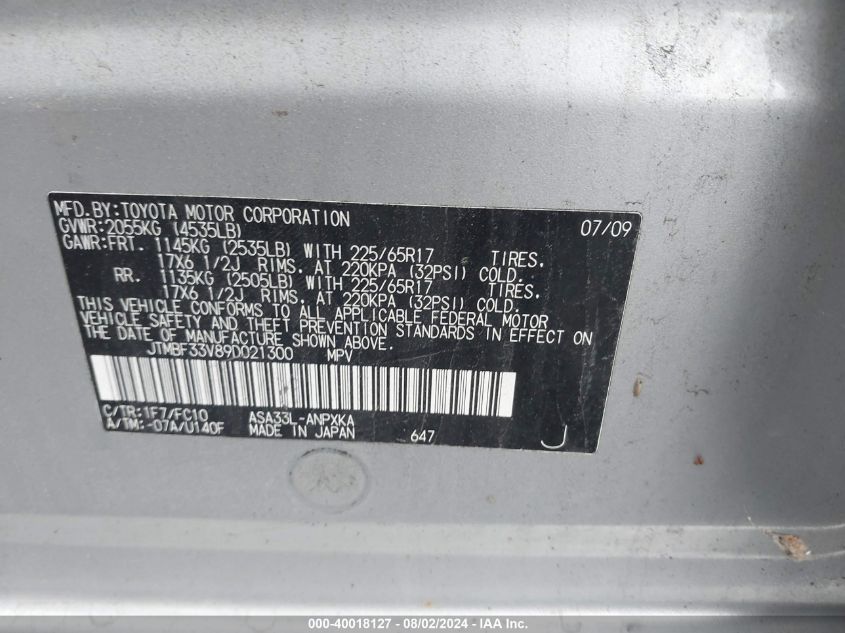 MFD.BY:TOYOTA MOTOR CORPORATION 07/09
GVWR:2055KG (4535LB)
GAWR:FRT. 1145KG (2535LB) WITH 225/65R17 TIRES,
17X6 1/2J RIMS, AT 220KPA (32PSI) COLD.
RR. 1135KG (2505LB) WITH 225/65R17 TIRES,
17X6 1/2J RIMS, AT 220KPA (32PSI) COLD.
THIS VEHICLE CONFORMS TO ALL APPLICABLE FEDERAL MOTOR
VEHICLE SAFETY AND THEFT PREVENTION STANDARDS IN EFFECT ON
THE DATE OF MANUFACTURE SHOWN ABOVE.
JTMBF33V89D021300 MPV
C/TR:1F7/FC10 ASA33L-ANPXKA
A/TM:-07A/U140F MADE IN JAPAN 647 J
000-40018127 - 08/02/2024 - IAA Inc.